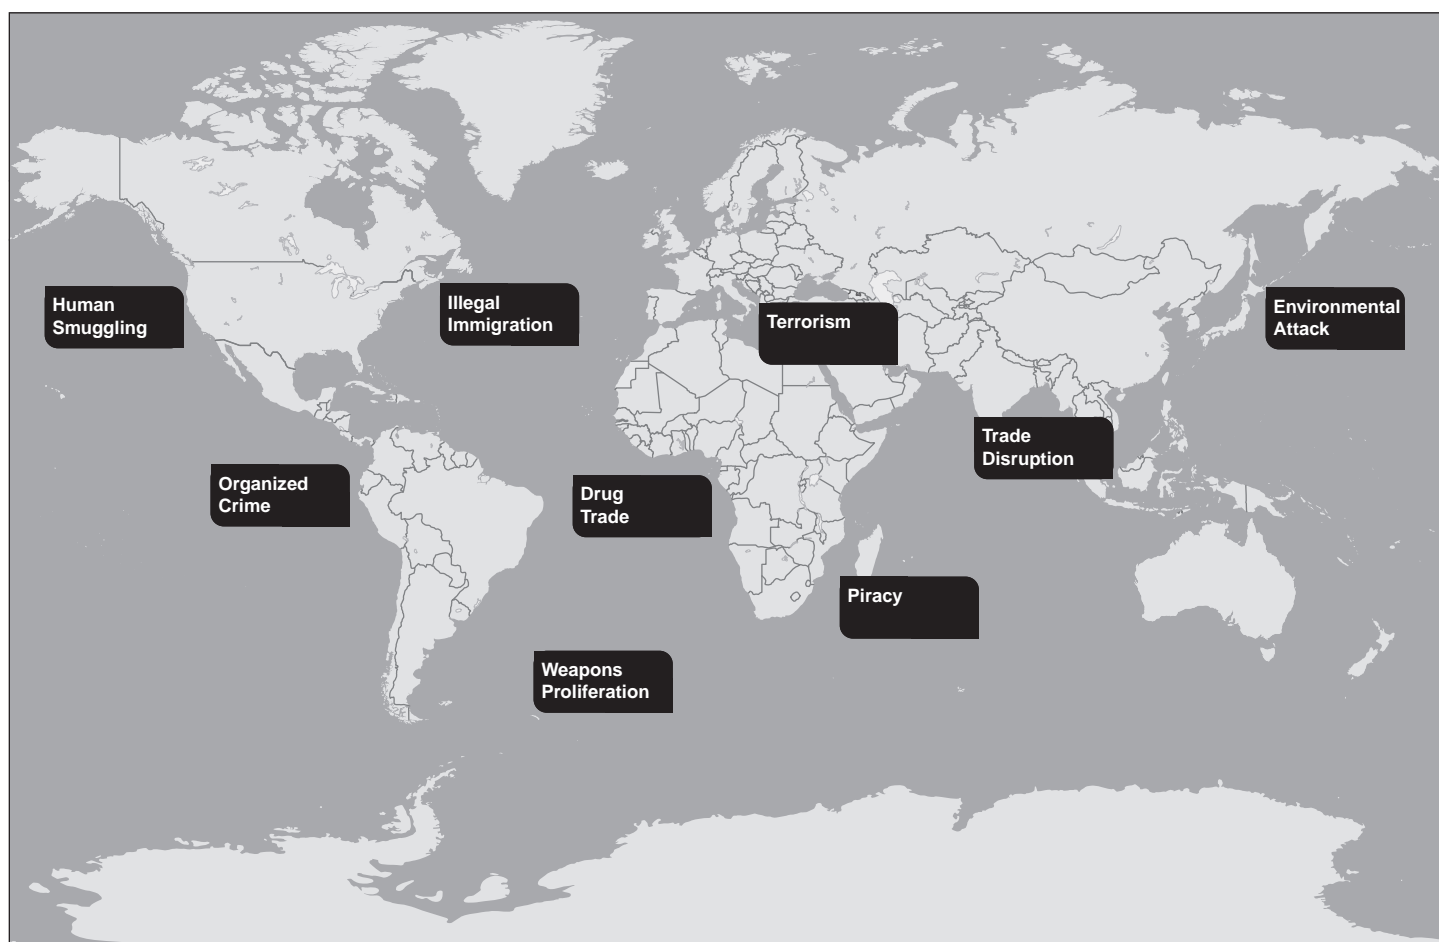 Human
Smuggling
Illegal
Immigration
Terrorism
Environmental
Attack
Trade
Disruption
Organized
Crime
Drug
Trade
Piracy
Weapons
Proliferation